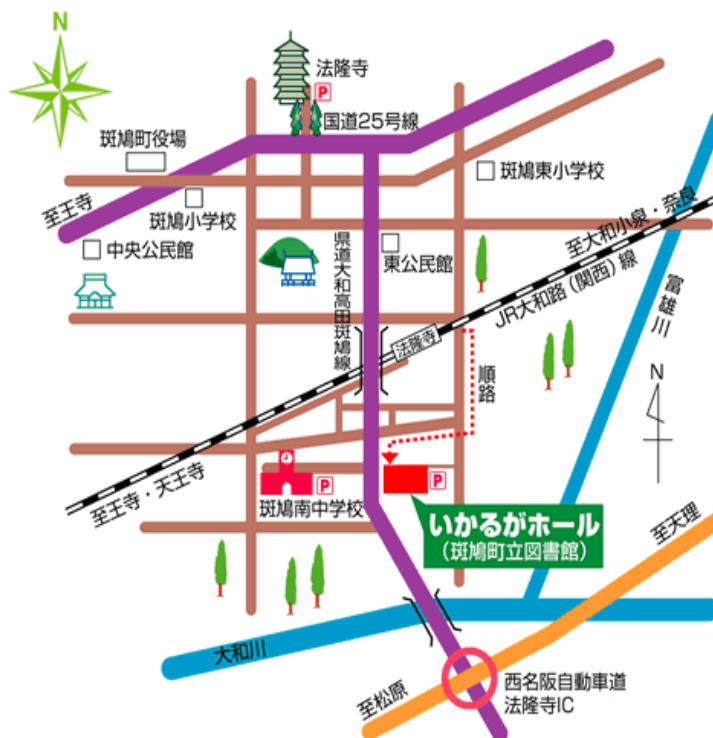 N
法隆寺
P
国道25号線
斑鳩町役場
斑鳩東小学校
至王寺
斑鳩小学校
中央公民館
東公民館
県道大和高田斑鳩線
至大和小泉・奈良
JR大和路(関西)線
富雄川
法隆寺
順路
N
至王寺・天王寺
P
斑鳩南中学校
P
いかるがホール
(斑鳩町立図書館)
至天理
大和川
至松原
西名阪自動車道
法隆寺IC